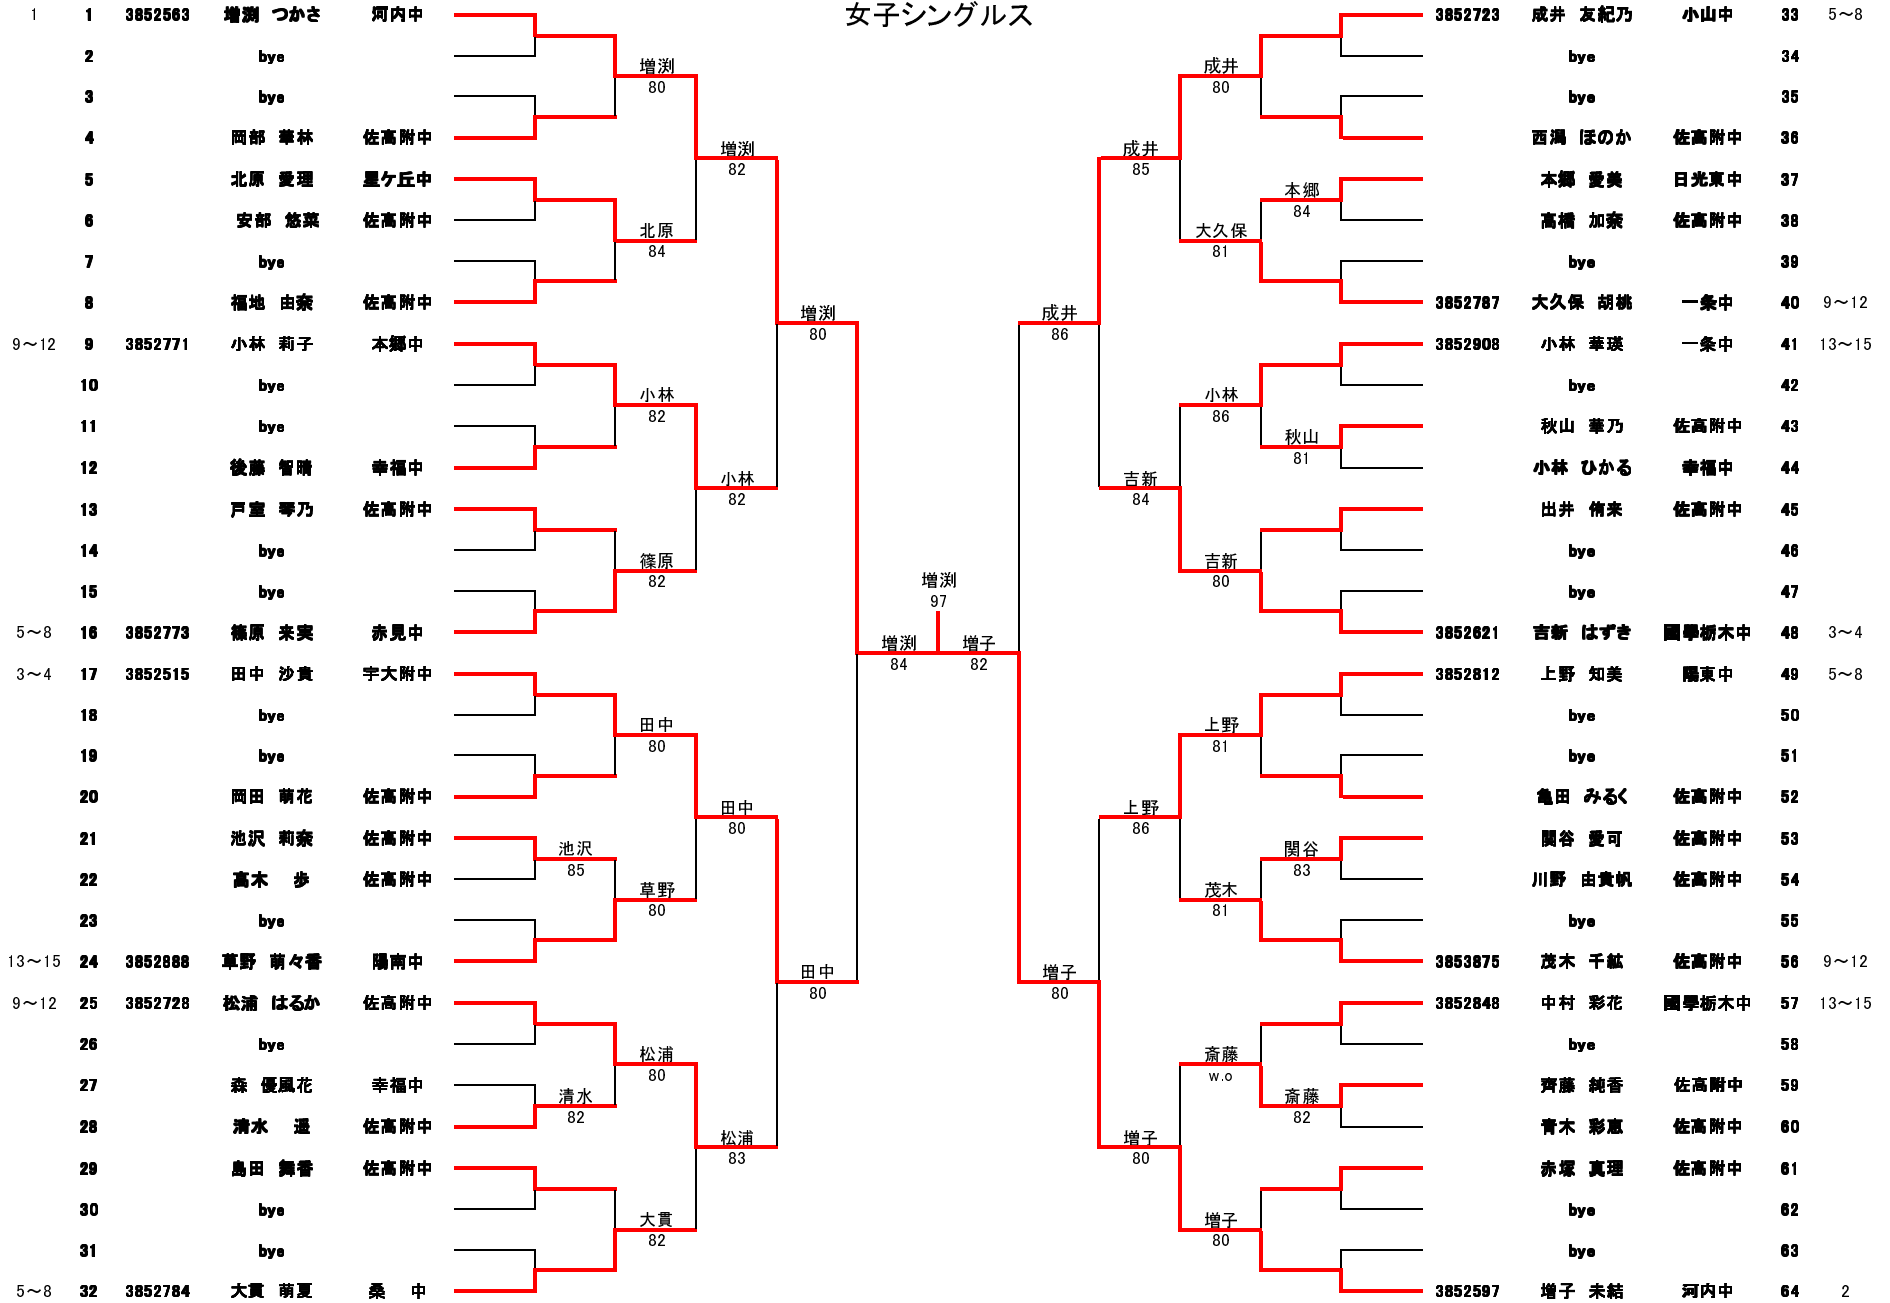 女子シングルス
1 1 3852563 増渕 つかさ 河内中
2 bye
3 bye
4 岡部 華林 佐高附中
5 北原 愛理 星ケ丘中
6 安部 悠菜 佐高附中
7 bye
8 福地 由奈 佐高附中
9～12 9 3852771 小林 莉子 本郷中
10 bye
11 bye
12 後藤 智晴 幸福中
13 戸室 琴乃 佐高附中
14 bye
15 bye
5～8 16 3852773 篠原 来実 赤見中
3～4 17 3852515 田中 沙貴 宇大附中
18 bye
19 bye
20 岡田 萌花 佐高附中
21 池沢 莉奈 佐高附中
22 高木 歩 佐高附中
23 bye
13～15 24 3852888 草野 萌々香 陽南中
9～12 25 3852728 松浦 はるか 佐高附中
26 bye
27 森 優風花 幸福中
28 清水 遥 佐高附中
29 島田 舞香 佐高附中
30 bye
31 bye
5～8 32 3852784 大貫 萌夏 桑 中
池沢
85
清水
82
増渕
80
北原
84
小林
82
篠原
82
田中
80
草野
80
松浦
80
大貫
82
増渕
82
小林
82
田中
80
松浦
83
増渕
80
田中
80
増渕
84
増渕
97
増子
82
成井
86
増子
80
成井
85
吉新
84
上野
86
増子
80
成井
80
大久保
81
小林
86
吉新
80
上野
81
茂木
81
斎藤
w.o
増子
80
本郷
84
秋山
81
関谷
83
斎藤
82
3852723 成井 友紀乃 小山中 33 5～8
bye 34
bye 35
西潟 ほのか 佐高附中 36
本郷 愛美 日光東中 37
高橋 加奈 佐高附中 38
bye 39
3852787 大久保 胡桃 一条中 40 9～12
3852908 小林 華瑛 一条中 41 13～15
bye 42
秋山 華乃 佐高附中 43
小林 ひかる 幸福中 44
出井 侑来 佐高附中 45
bye 46
bye 47
3852621 吉新 はずき 國學栃木中 48 3～4
3852812 上野 知美 陽東中 49 5～8
bye 50
bye 51
亀田 みるく 佐高附中 52
関谷 愛可 佐高附中 53
川野 由貴帆 佐高附中 54
bye 55
3853875 茂木 千紘 佐高附中 56 9～12
3852848 中村 彩花 國學栃木中 57 13～15
bye 58
齊藤 純香 佐高附中 59
青木 彩恵 佐高附中 60
赤塚 真理 佐高附中 61
bye 62
bye 63
3852597 増子 未結 河内中 64 2